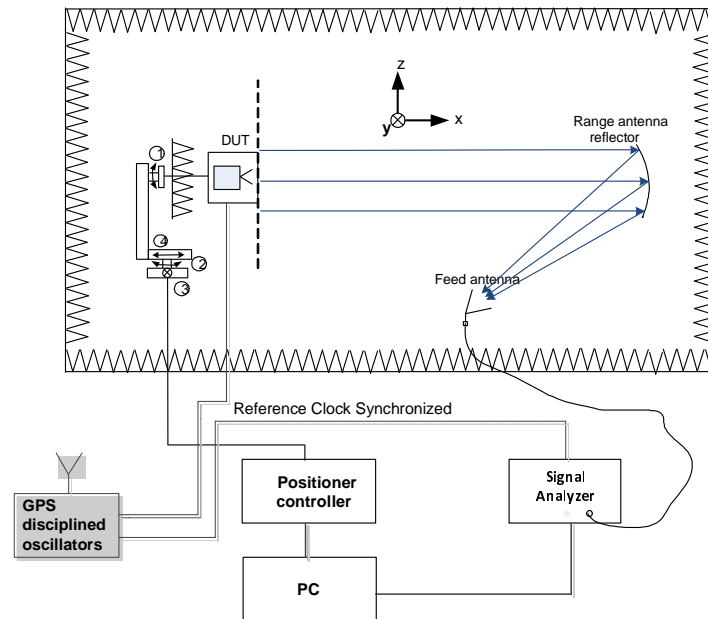 z
x
y
Range antenna
reflector
DUT
①
④
②
③
Feed antenna
Reference Clock Synchronized
GPS
disciplined
oscillators
Positioner
controller
Signal
Analyzer
PC